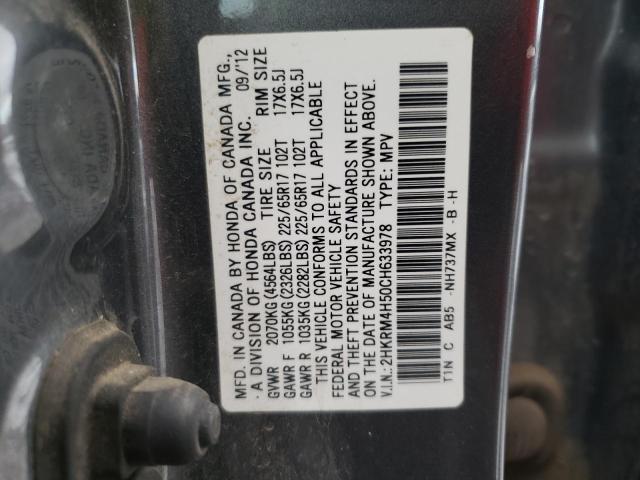 MFD. IN CANADA BY HONDA OF CANADA MFG.,
A DIVISION OF HONDA CANADA INC. 09/12
GVWR 2070KG (4564LBS) TIRE SIZE RIM SIZE
GAWR F 1055KG (2326LBS) 225/65R17 102T 17X6.5J
GAWR R 1035KG (2282LBS) 225/65R17 102T 17X6.5J
THIS VEHICLE CONFORMS TO ALL APPLICABLE
FEDERAL MOTOR VEHICLE SAFETY
AND THEFT PREVENTION STANDARDS IN EFFECT
ON THE DATE OF MANUFACTURE SHOWN ABOVE.
V.I.N.: 2HKRM4H50CH633978 TYPE: MPV
T1N C AB5 -NH737MX -B -H